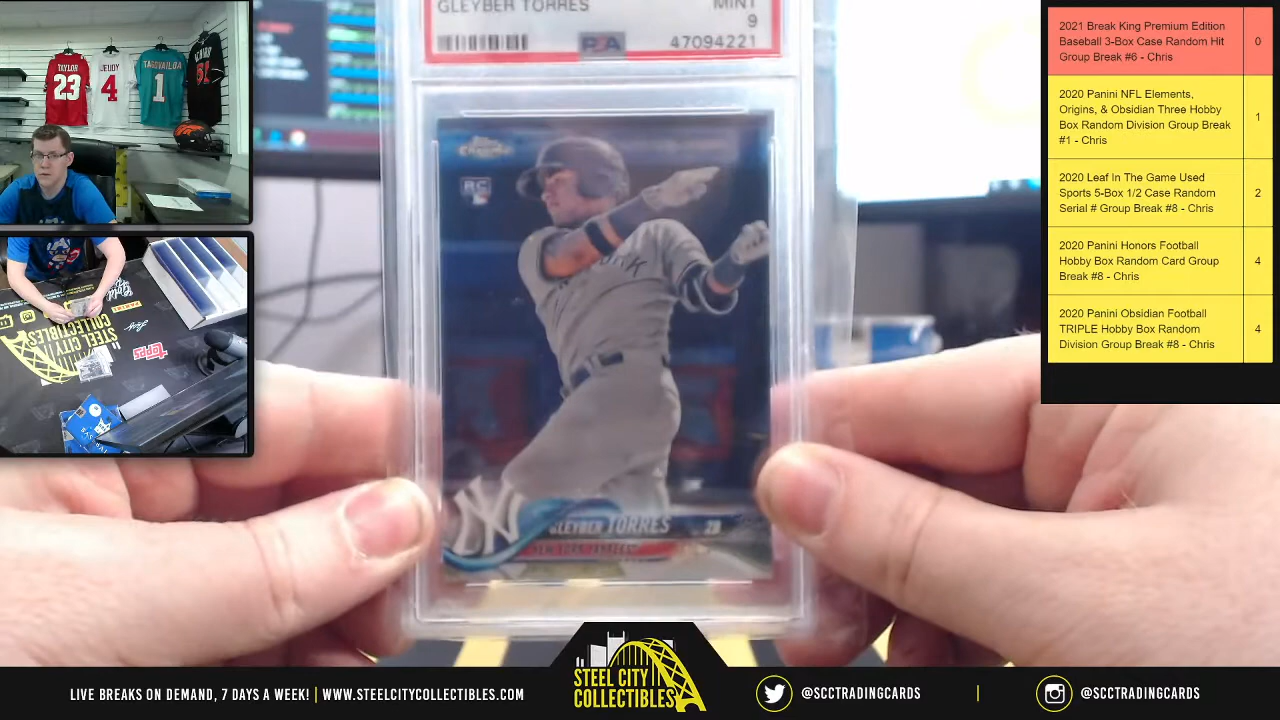 TAYLOR
23
JEUDY
4
TAGOVAILOA
1
GLEYBER TORRES
MINT
9
PSA
47094221
RC
NY
GLEYBER TORRES
STEEL CITY
COLLECTIBLES
Topps
2021 Break King Premium Edition
Baseball 3-Box Case Random Hit
Group Break #6 - Chris
0
2020 Panini NFL Elements,
Origins, & Obsidian Three Hobby
Box Random Division Group Break
#1 - Chris
1
2020 Leaf In The Game Used
Sports 5-Box 1/2 Case Random
Serial # Group Break #8 - Chris
2
2020 Panini Honors Football
Hobby Box Random Card Group
Break #8 - Chris
4
2020 Panini Obsidian Football
TRIPLE Hobby Box Random
Division Group Break #8 - Chris
4
LIVE BREAKS ON DEMAND, 7 DAYS A WEEK! | WWW.STEELCITYCOLLECTIBLES.COM
STEEL CITY
COLLECTIBLES
@SCCTRADINGCARDS
@SCCTRADINGCARDS